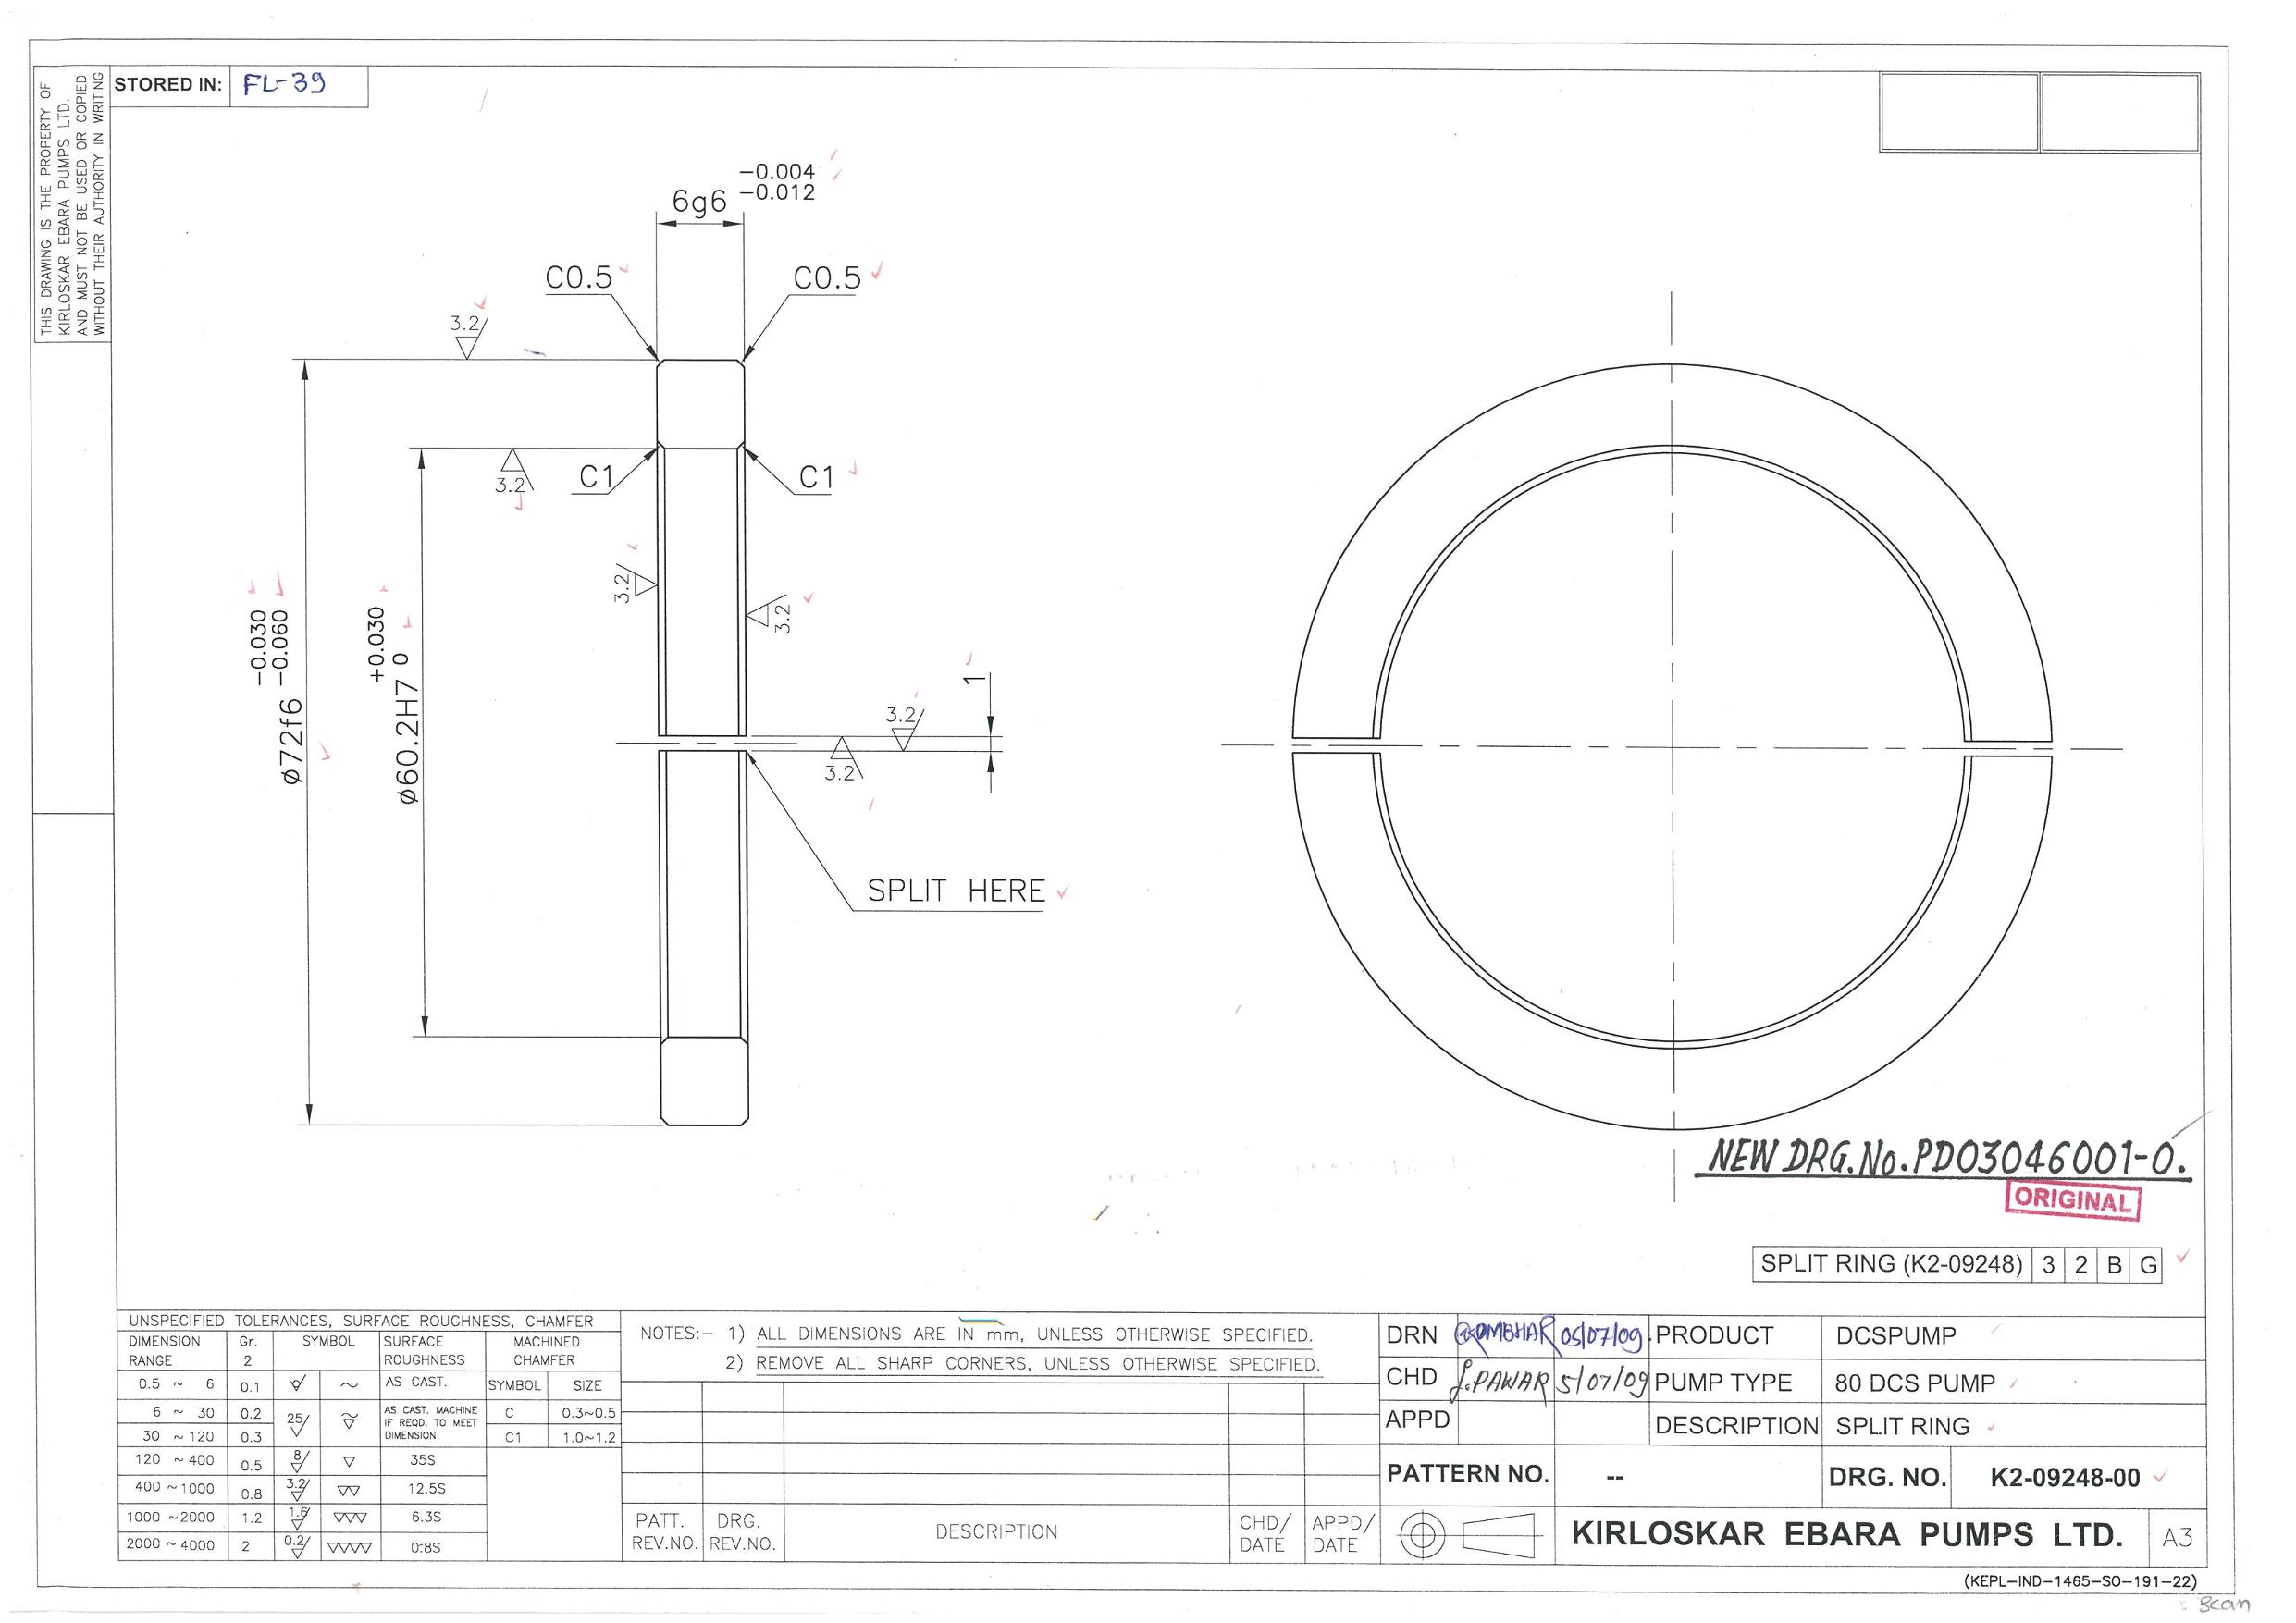 THIS DRAWING IS THE PROPERTY OF
KIRLOSKAR EBARA PUMPS LTD.
AND MUST NOT BE USED OR COPIED
WITHOUT THEIR AUTHORITY IN WRITING
STORED IN: FL-39
6g6 -0.004 -0.012
C0.5 C0.5
3.2
C1 C1
3.2
3.2
3.2
ø72f6 -0.030 -0.060
ø60.2H7 +0.030 0
1
3.2
3.2
SPLIT HERE
NEW DRG.No.PD03046001-0.
ORIGINAL
SPLIT RING (K2-09248) 3 2 B G
UNSPECIFIED TOLERANCES, SURFACE ROUGHNESS, CHAMFER
DIMENSION RANGE Gr. 2 SYMBOL SURFACE ROUGHNESS MACHINED CHAMFER
0.5 ~ 6 0.1 ~ AS CAST. SYMBOL SIZE
6 ~ 30 0.2 25 AS CAST. MACHINE IF REQD. TO MEET DIMENSION C 0.3~0.5
30 ~ 120 0.3 C1 1.0~1.2
120 ~ 400 0.5 8 35S
400 ~ 1000 0.8 3.2 12.5S
1000 ~2000 1.2 1.6 6.3S
2000 ~ 4000 2 0.2 0.8S
NOTES:- 1) ALL DIMENSIONS ARE IN mm, UNLESS OTHERWISE SPECIFIED.
2) REMOVE ALL SHARP CORNERS, UNLESS OTHERWISE SPECIFIED.
PATT. REV.NO. DRG. REV.NO. DESCRIPTION CHD/ DATE APPD/ DATE
DRN 05/07/09 PRODUCT DCSPUMP
CHD J.PAWAR 5/07/09 PUMP TYPE 80 DCS PUMP
APPD DESCRIPTION SPLIT RING
PATTERN NO. -- DRG. NO. K2-09248-00
KIRLOSKAR EBARA PUMPS LTD. A3
(KEPL-IND-1465-SO-191-22)
scan